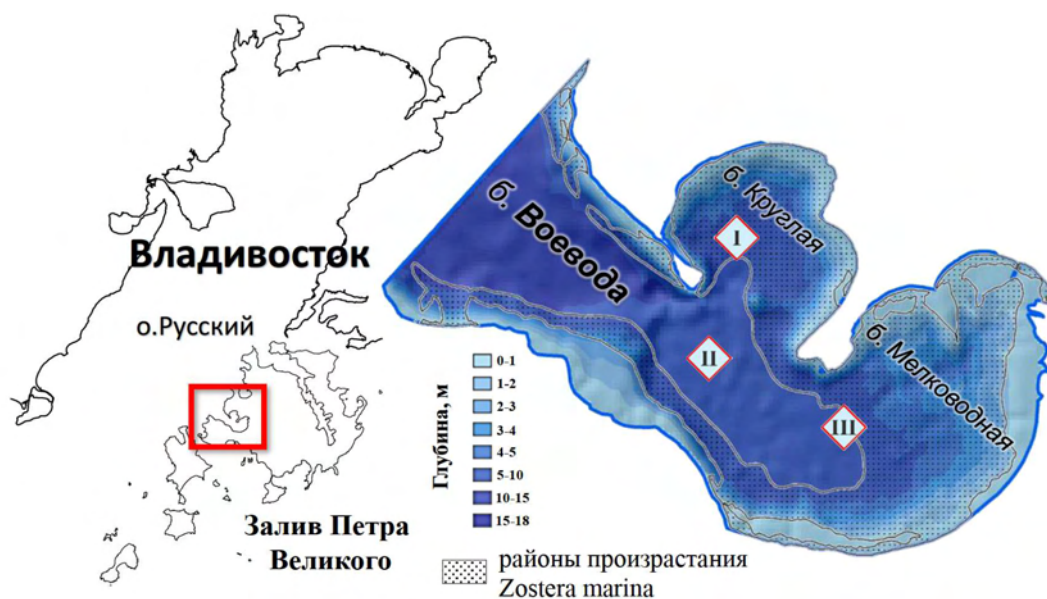 Владивосток
о.Русский
Залив Петра
Великого
б. Воевода
б. Круглая
б. Мелководная
I
II
III
Глубина, м
0-1
1-2
2-3
3-4
4-5
5-10
10-15
15-18
районы произрастания
Zostera marina